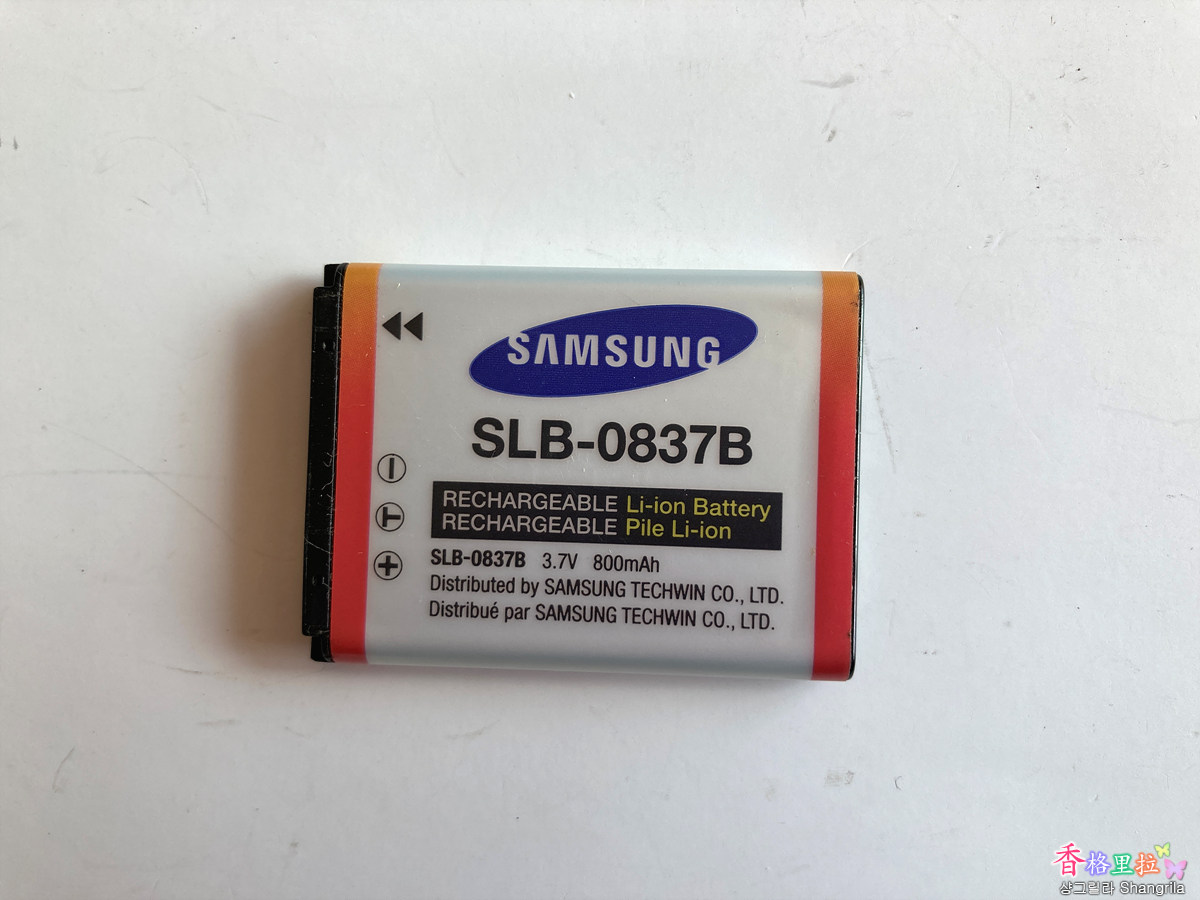 SAMSUNG
SLB-0837B
RECHARGEABLE Li-ion Battery
RECHARGEABLE Pile Li-ion
SLB-0837B 3.7V 800mAh
Distributed by SAMSUNG TECHWIN CO., LTD.
Distribué par SAMSUNG TECHWIN CO., LTD.
香格里拉
샹그릴라 Shangrila